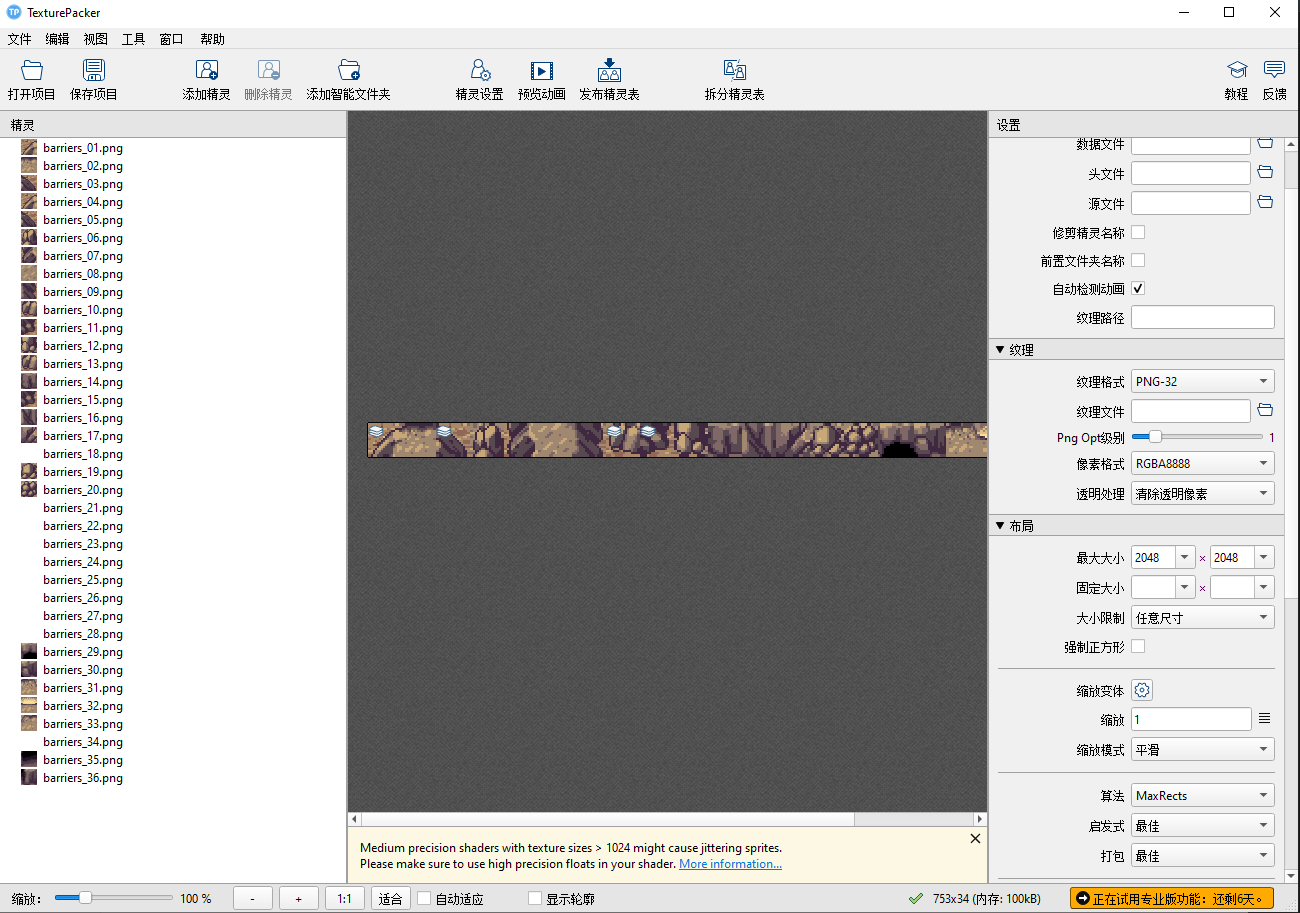 TexturePacker
文件 编辑 视图 工具 窗口 帮助
打开项目 保存项目 添加精灵 删除精灵 添加智能文件夹 精灵设置 预览动画 发布精灵表 拆分精灵表 教程 反馈
精灵
barriers_01.png
barriers_02.png
barriers_03.png
barriers_04.png
barriers_05.png
barriers_06.png
barriers_07.png
barriers_08.png
barriers_09.png
barriers_10.png
barriers_11.png
barriers_12.png
barriers_13.png
barriers_14.png
barriers_15.png
barriers_16.png
barriers_17.png
barriers_18.png
barriers_19.png
barriers_20.png
barriers_21.png
barriers_22.png
barriers_23.png
barriers_24.png
barriers_25.png
barriers_26.png
barriers_27.png
barriers_28.png
barriers_29.png
barriers_30.png
barriers_31.png
barriers_32.png
barriers_33.png
barriers_34.png
barriers_35.png
barriers_36.png
Medium precision shaders with texture sizes > 1024 might cause jittering sprites.
Please make sure to use high precision floats in your shader. More information...
设置
数据文件
头文件
源文件
修剪精灵名称
前置文件夹名称
自动检测动画
纹理路径
纹理
纹理格式 PNG-32
纹理文件
Png Opt级别 1
像素格式 RGBA8888
透明处理 清除透明像素
布局
最大大小 2048 × 2048
固定大小 ×
大小限制 任意尺寸
强制正方形
缩放变体
缩放 1
缩放模式 平滑
算法 MaxRects
启发式 最佳
打包 最佳
缩放: 100 % - + 1:1 适合 自动适应 显示轮廓 753x34 (内存: 100kB) 正在试用专业版功能：还剩6天。